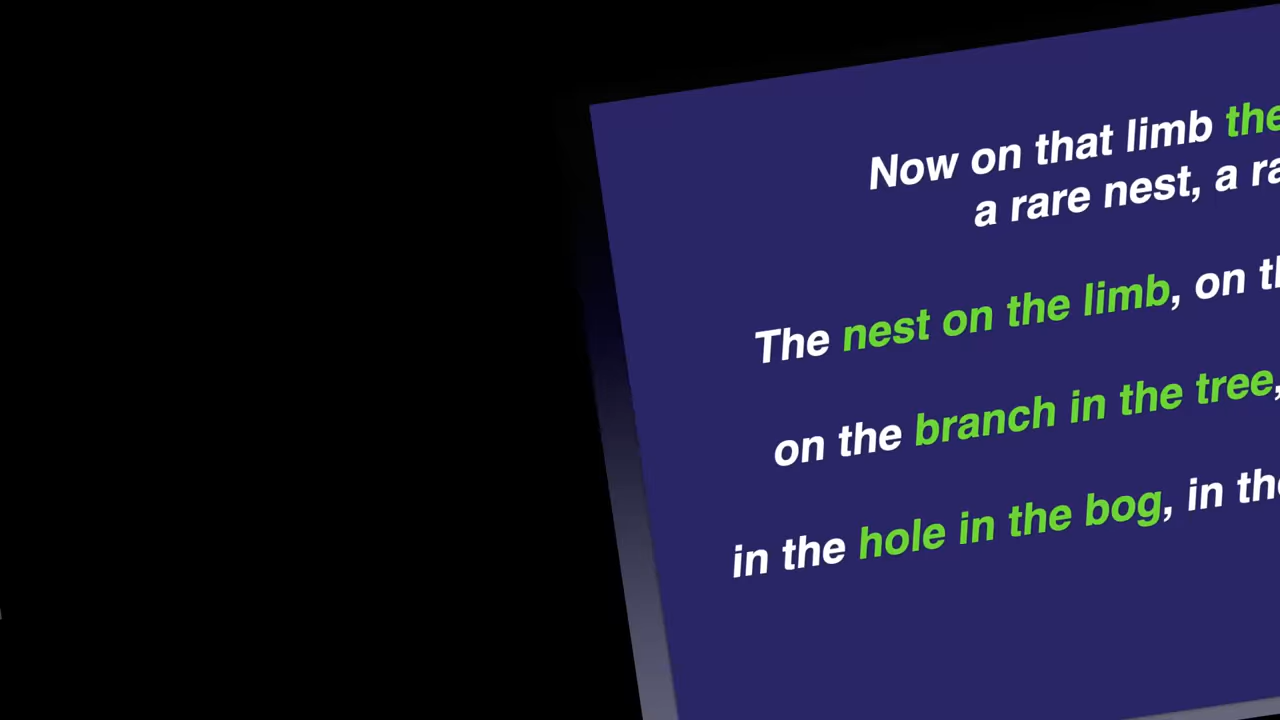 Now on that limb the
a rare nest, a ra
The nest on the limb, on th
on the branch in the tree,
in the hole in the bog, in the